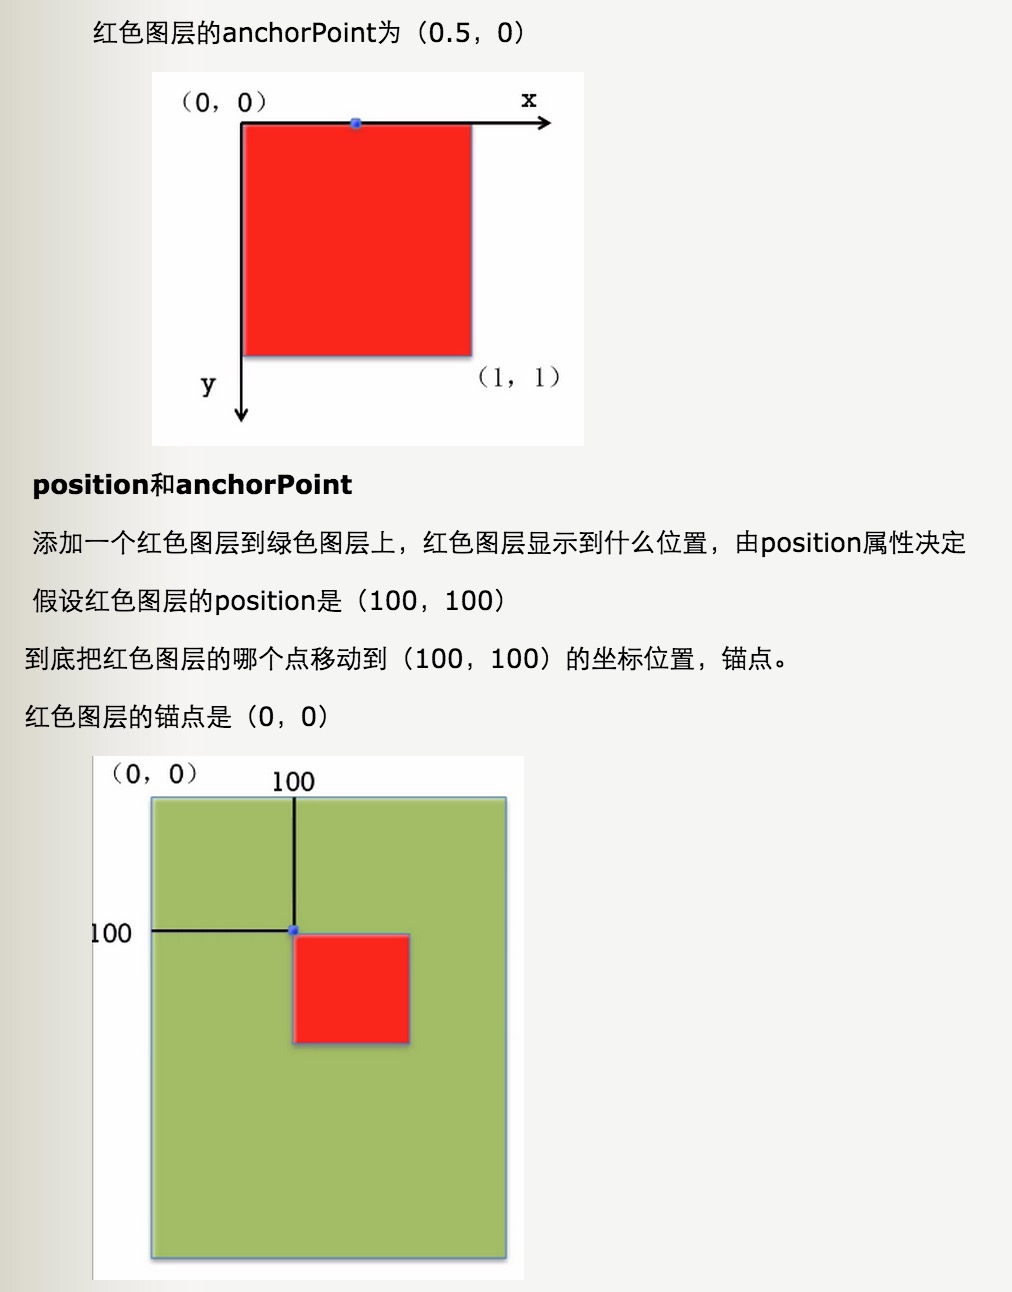 红色图层的anchorPoint为（0.5，0）
（0，0）
x
y
（1，1）
position和anchorPoint
添加一个红色图层到绿色图层上，红色图层显示到什么位置，由position属性决定
假设红色图层的position是（100，100）
到底把红色图层的哪个点移动到（100，100）的坐标位置，锚点。
红色图层的锚点是（0，0）
（0，0）
100
100